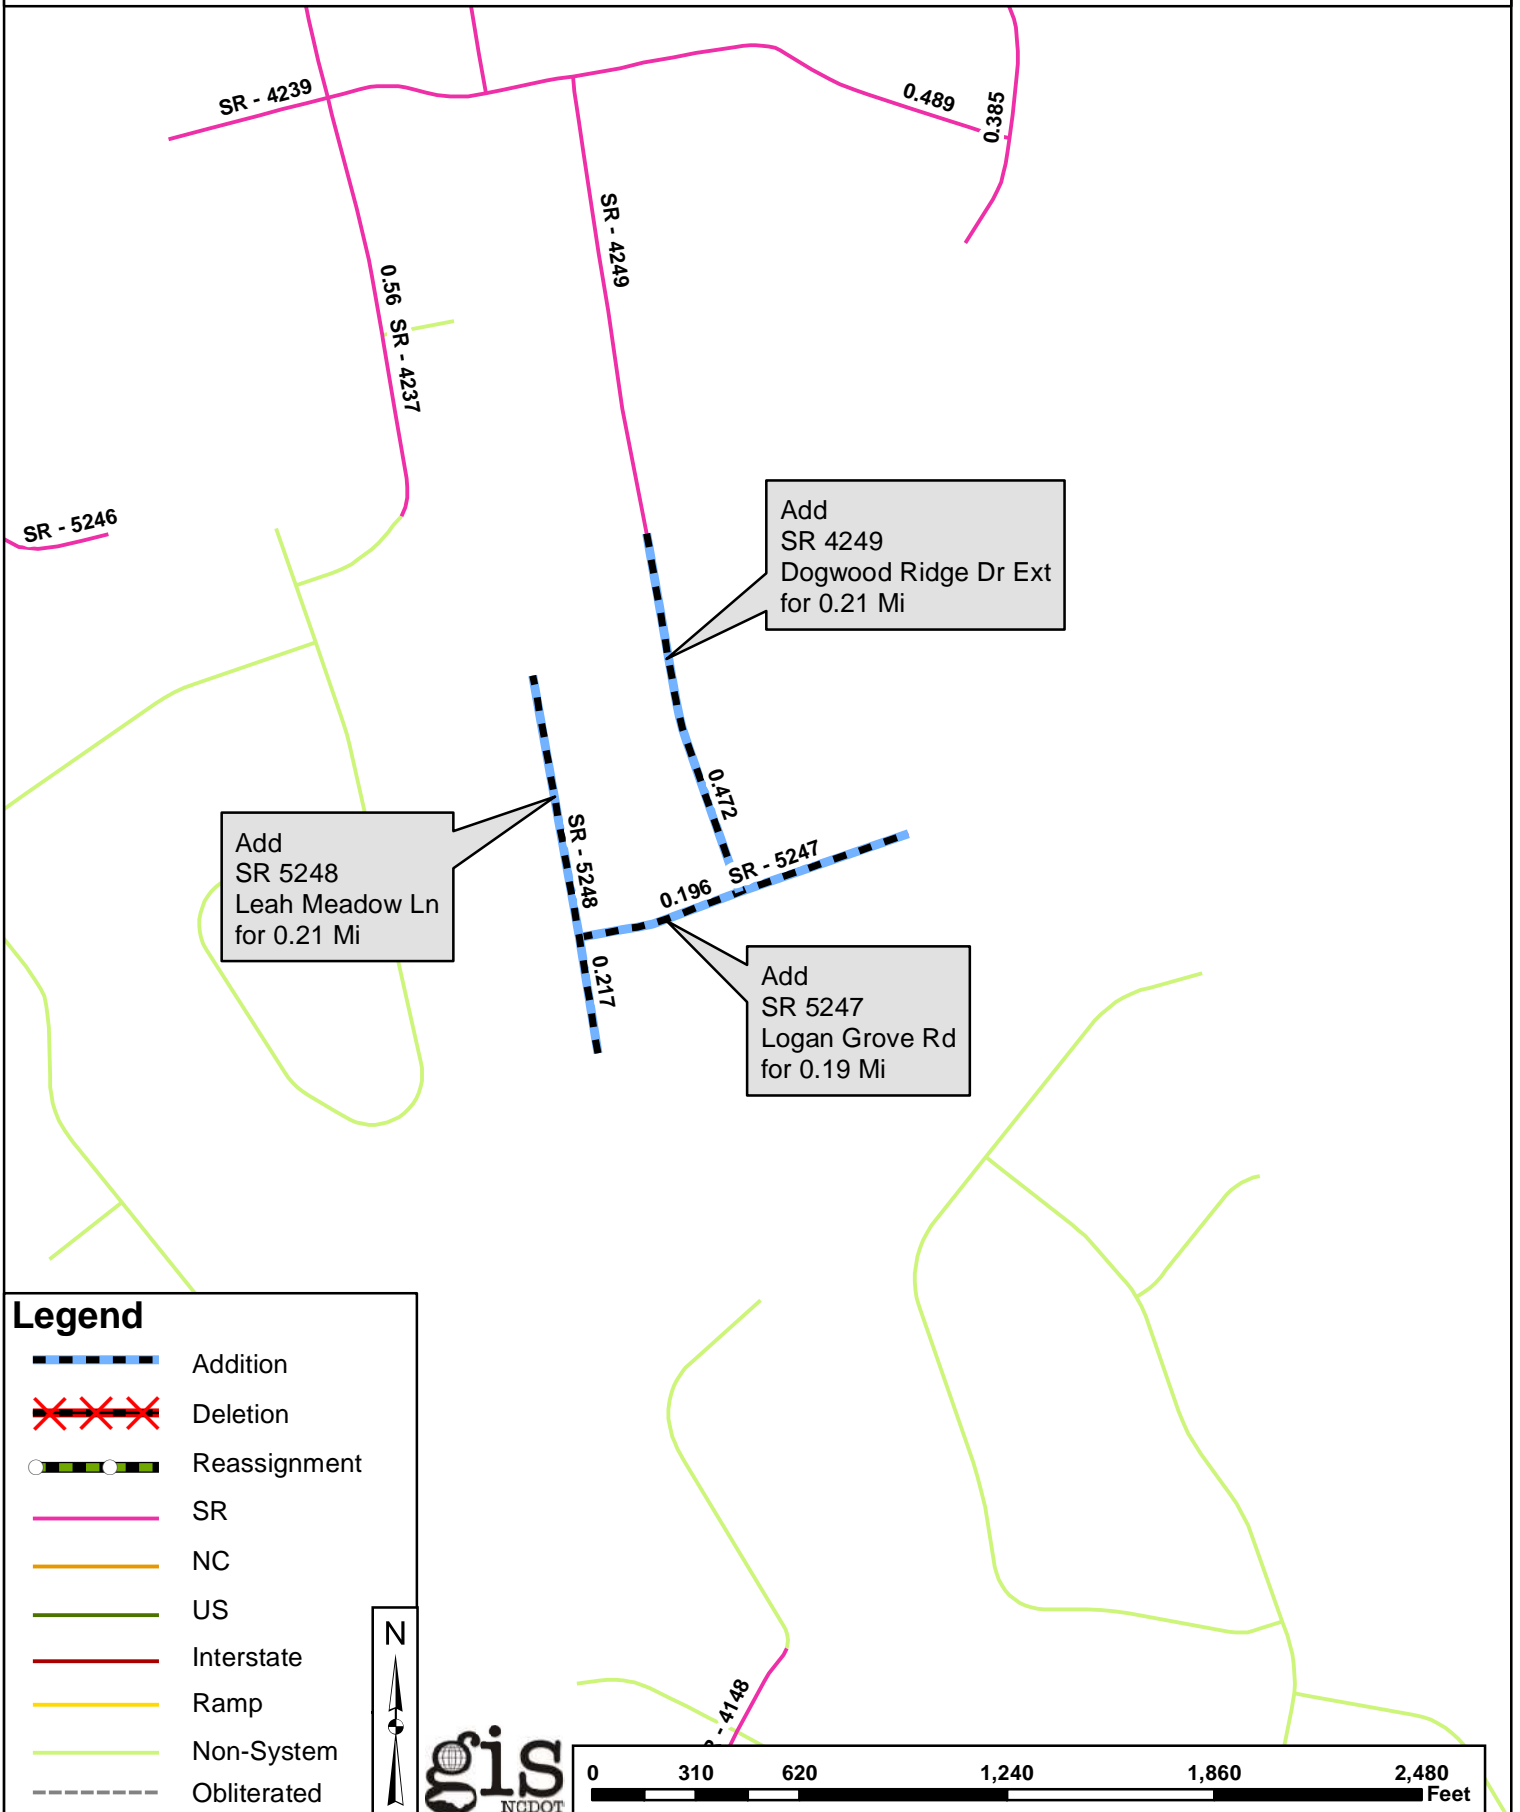 SR - 4239
0.489
0.385
SR - 4249
0.56
SR - 4237
SR - 5246
Add
SR 4249
Dogwood Ridge Dr Ext
for 0.21 Mi
0.472
SR - 5247
0.196
SR - 5248
0.217
Add
SR 5248
Leah Meadow Ln
for 0.21 Mi
Add
SR 5247
Logan Grove Rd
for 0.19 Mi
- 4148
Legend
Addition
Deletion
Reassignment
SR
NC
US
Interstate
Ramp
Non-System
Obliterated
N
gis
NCDOT
0 310 620 1,240 1,860 2,480
Feet